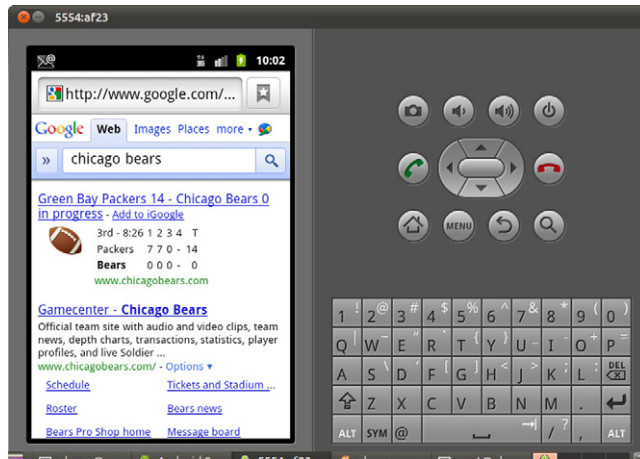 5554:af23
3G
10:02
http://www.google.com/...
Google Web Images Places more
» chicago bears
Green Bay Packers 14 - Chicago Bears 0
in progress - Add to iGoogle
3rd - 8:26 1 2 3 4 T
Packers 7 7 0 - 14
Bears 0 0 0 - 0
www.chicagobears.com
Gamecenter - Chicago Bears
Official team site with audio and video clips, team
news, depth charts, transactions, statistics, player
profiles, and live Soldier ...
www.chicagobears.com/ - Options ▼
Schedule Tickets and Stadium ...
Roster Bears news
Bears Pro Shop home Message board
MENU
1 ! 2 @ 3 # 4 $ 5 % 6 ^ 7 & 8 * 9 ( 0 )
Q | W ~ E " R ` T { Y } U _ I - O + P =
A S \ D ' F [ G ] H < J > K ; L : DEL
Z X C V B N M .
ALT SYM @ / ? , ALT
5554:af23